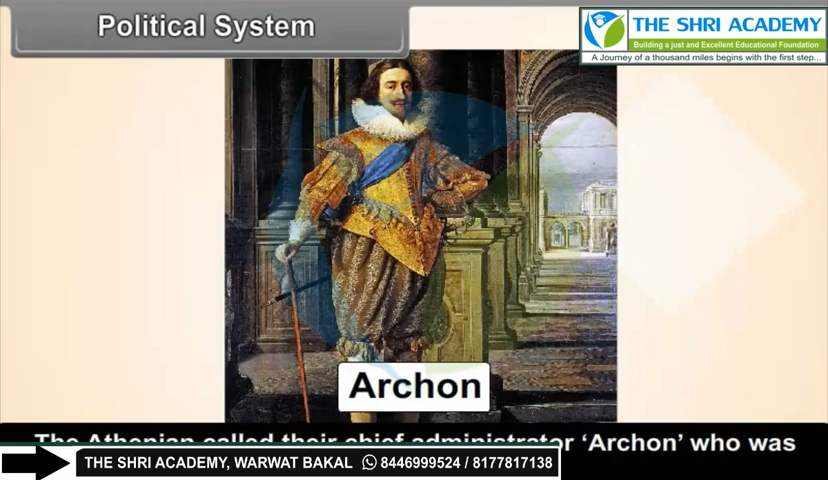 Political System
THE SHRI ACADEMY
Building a just and Excellent Educational Foundation
A Journey of a thousand miles begins with the first step...
Archon
The Athenian called their chief administrator ‘Archon’ who was
THE SHRI ACADEMY, WARWAT BAKAL 8446999524 / 8177817138